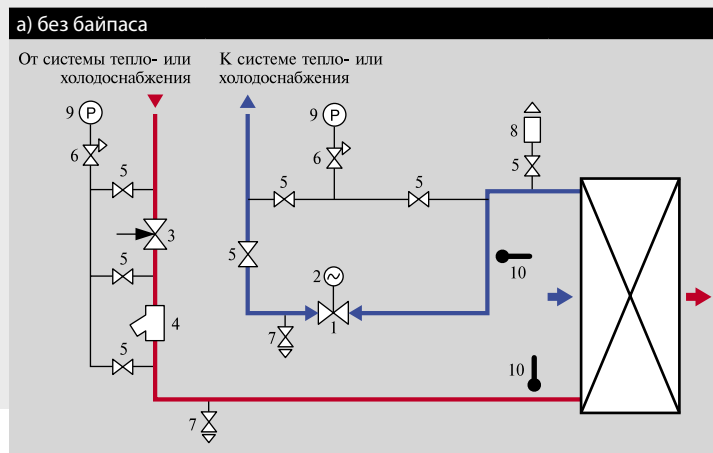 а) без байпаса
От системы тепло- или
холодоснабжения
К системе тепло- или
холодоснабжения
9 P
9 P
8
6
6
5
5
5
5
3
5
5
2
10
4
1
7
5
10
7